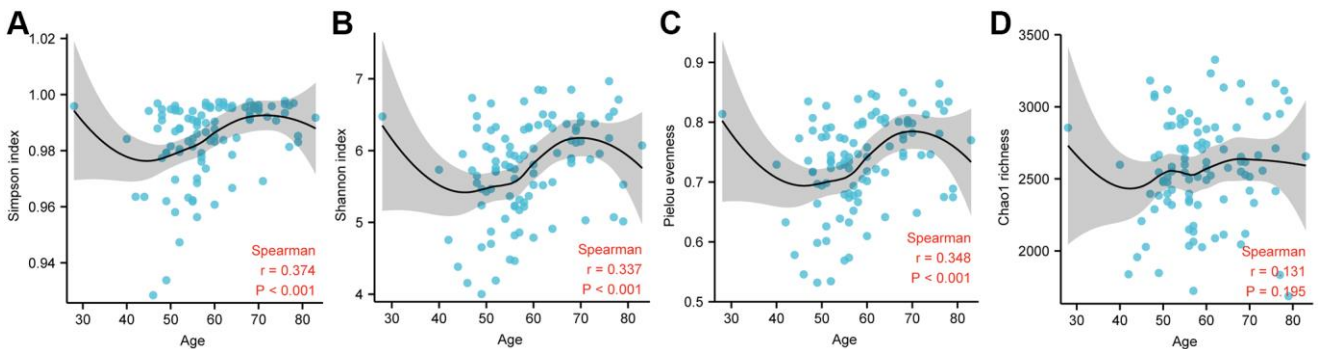 A
1.02
1.00
0.98
0.96
0.94
Simpson index
30 40 50 60 70 80
Age
Spearman
r = 0.374
P < 0.001
B
7
6
5
4
Shannon index
30 40 50 60 70 80
Age
Spearman
r = 0.337
P < 0.001
C
0.9
0.8
0.7
0.6
0.5
Pielou evenness
30 40 50 60 70 80
Age
Spearman
r = 0.348
P < 0.001
D
3500
3000
2500
2000
Chao1 richness
30 40 50 60 70 80
Age
Spearman
r = 0.131
P = 0.195